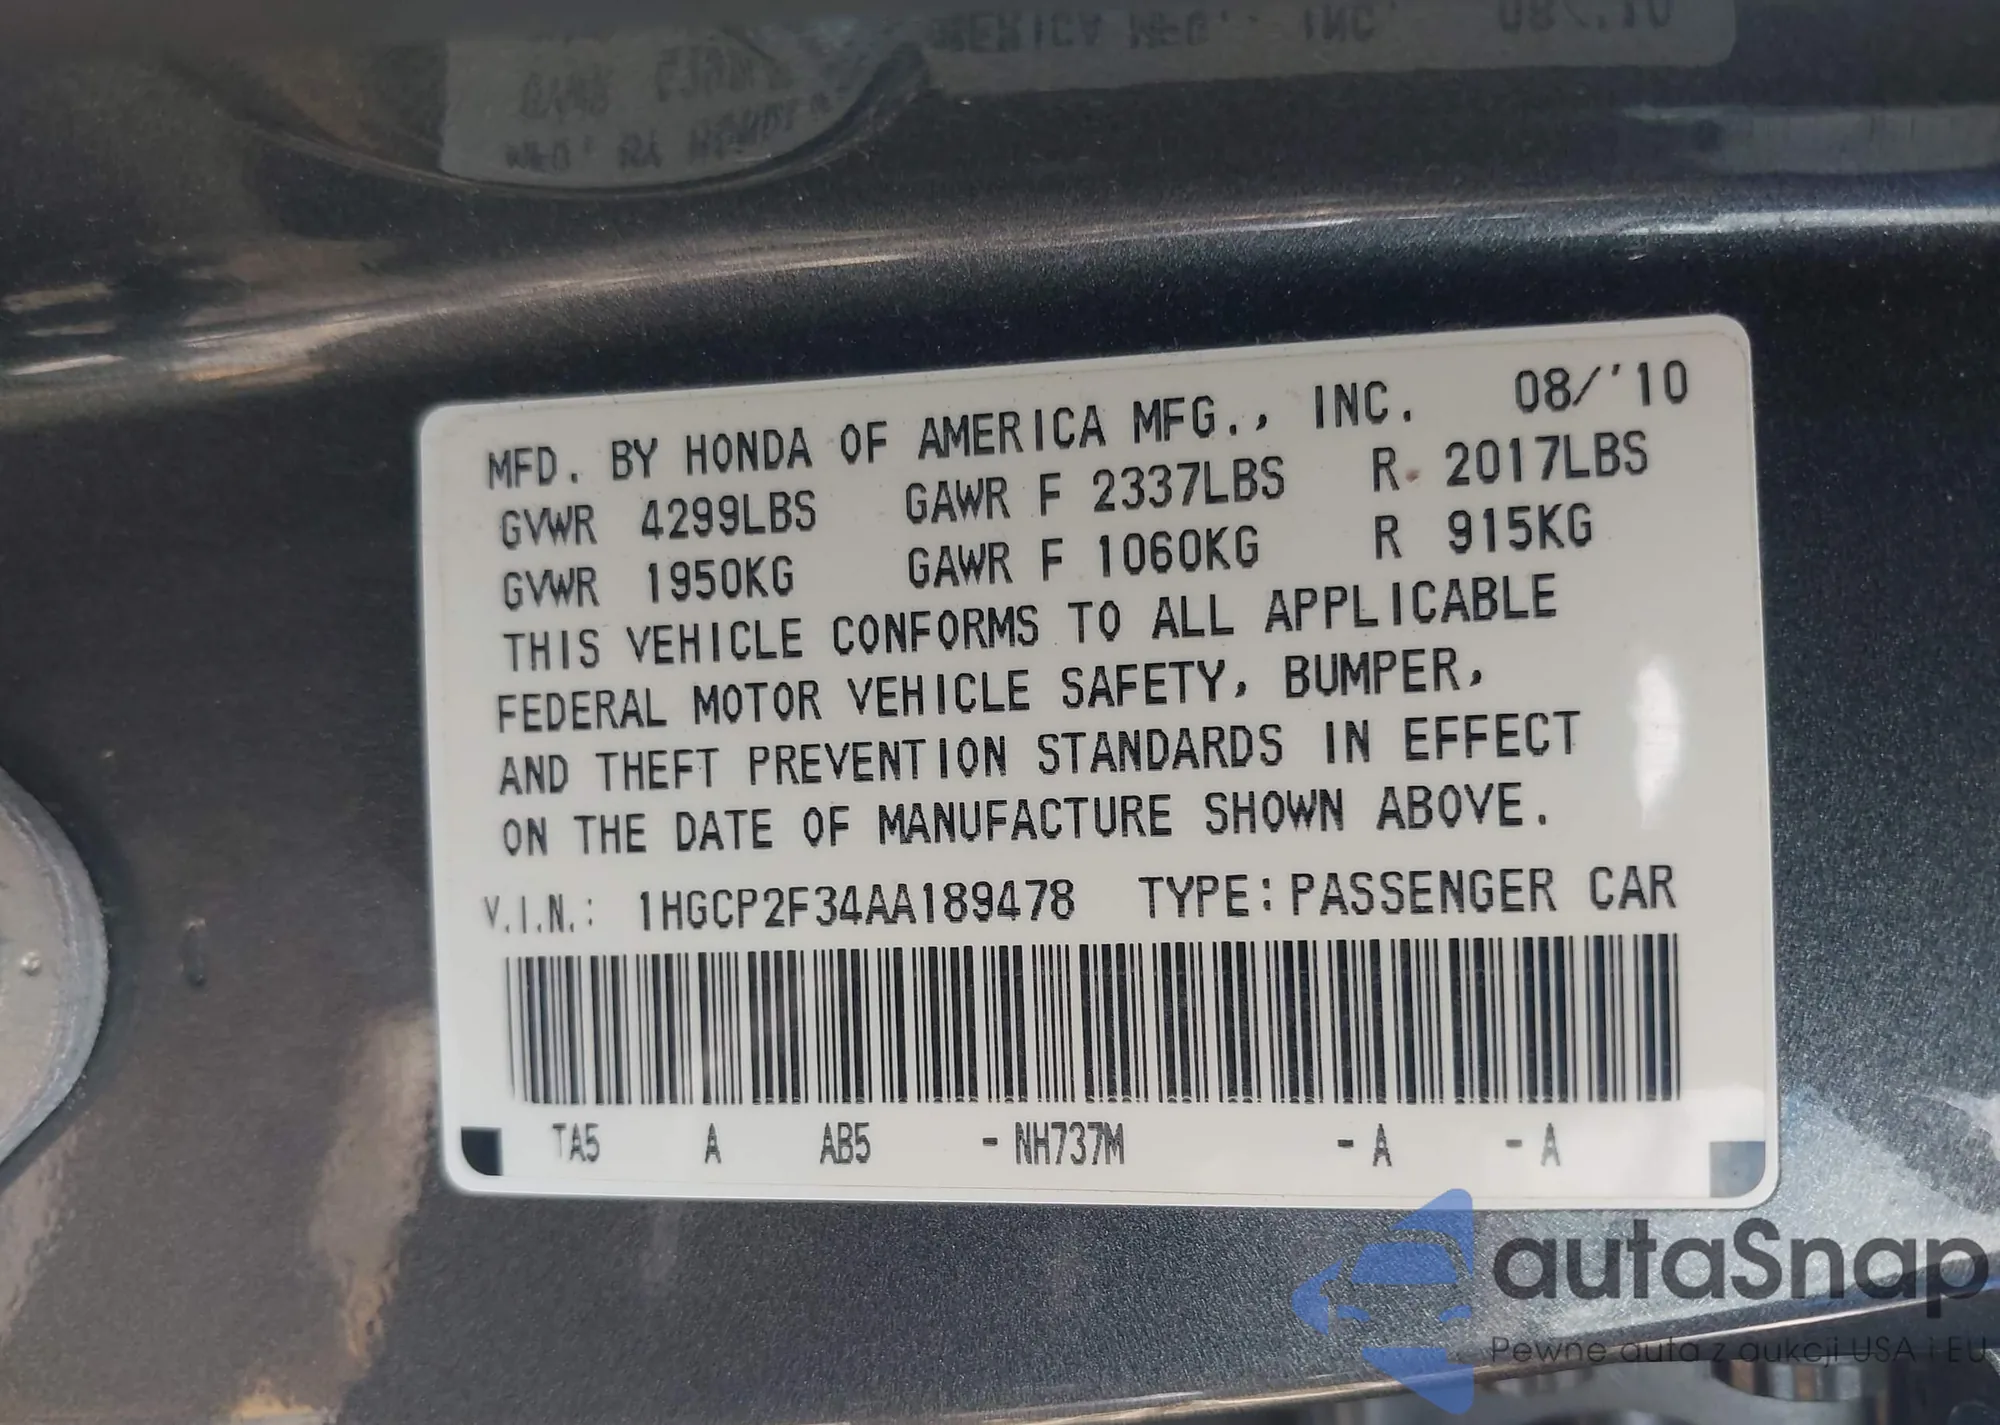 MFD. BY HONDA OF AMERICA MFG., INC. 08/'10
GVWR 4299LBS GAWR F 2337LBS R 2017LBS
GVWR 1950KG GAWR F 1060KG R 915KG
THIS VEHICLE CONFORMS TO ALL APPLICABLE
FEDERAL MOTOR VEHICLE SAFETY, BUMPER,
AND THEFT PREVENTION STANDARDS IN EFFECT
ON THE DATE OF MANUFACTURE SHOWN ABOVE.
V.I.N.: 1HGCP2F34AA189478 TYPE:PASSENGER CAR
TA5 A AB5 -NH737M -A -A
autaSnap
Pewne auta z aukcji USA i EU